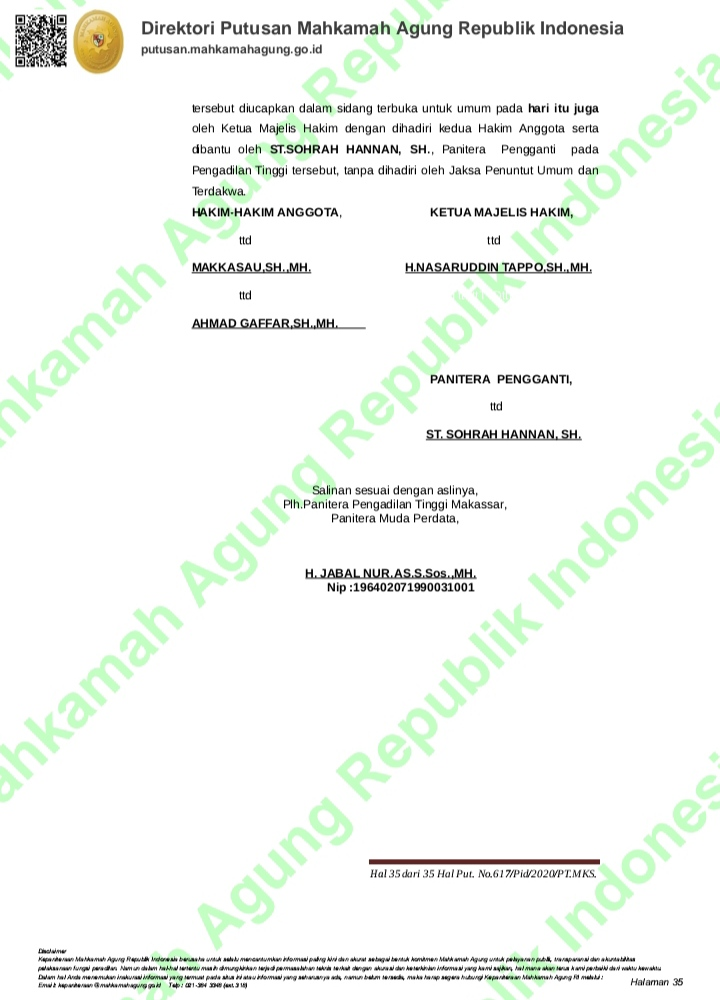 Direktori Putusan Mahkamah Agung Republik Indonesia
putusan.mahkamahagung.go.id
tersebut diucapkan dalam sidang terbuka untuk umum pada hari itu juga
oleh Ketua Majelis Hakim dengan dihadiri kedua Hakim Anggota serta
dibantu oleh ST.SOHRAH HANNAN, SH., Panitera Pengganti pada
Pengadilan Tinggi tersebut, tanpa dihadiri oleh Jaksa Penuntut Umum dan
Terdakwa.
HAKIM-HAKIM ANGGOTA, KETUA MAJELIS HAKIM,
ttd ttd
MAKKASAU,SH.,MH. H.NASARUDDIN TAPPO,SH.,MH.
ttd
AHMAD GAFFAR,SH.,MH.
PANITERA PENGGANTI,
ttd
ST. SOHRAH HANNAN, SH.
Salinan sesuai dengan aslinya,
Plh.Panitera Pengadilan Tinggi Makassar,
Panitera Muda Perdata,
H. JABAL NUR.AS.S.Sos.,MH.
Nip :196402071990031001
Hal 35 dari 35 Hal Put. No.617/Pid/2020/PT.MKS.
Disclaimer
Kepaniteraan Mahkamah Agung Republik Indonesia berusaha untuk selalu mencantumkan informasi paling kini dan akurat sebagai bentuk komitmen Mahkamah Agung untuk pelayanan publik, transparansi dan akuntabilitas
pelaksanaan fungsi peradilan. Namun dalam hal-hal tertentu masih dimungkinkan terjadi permasalahan teknis terkait dengan akurasi dan keterkinian informasi yang kami sajikan, hal mana akan terus kami perbaiki dari waktu kewaktu.
Dalam hal Anda menemukan inakurasi informasi yang termuat pada situs ini atau informasi yang seharusnya ada, namun belum tersedia, maka harap segera hubungi Kepaniteraan Mahkamah Agung RI melalui :
Email : kepaniteraan@mahkamahagung.go.id Telp : 021-384 3348 (ext.318)
Halaman 35